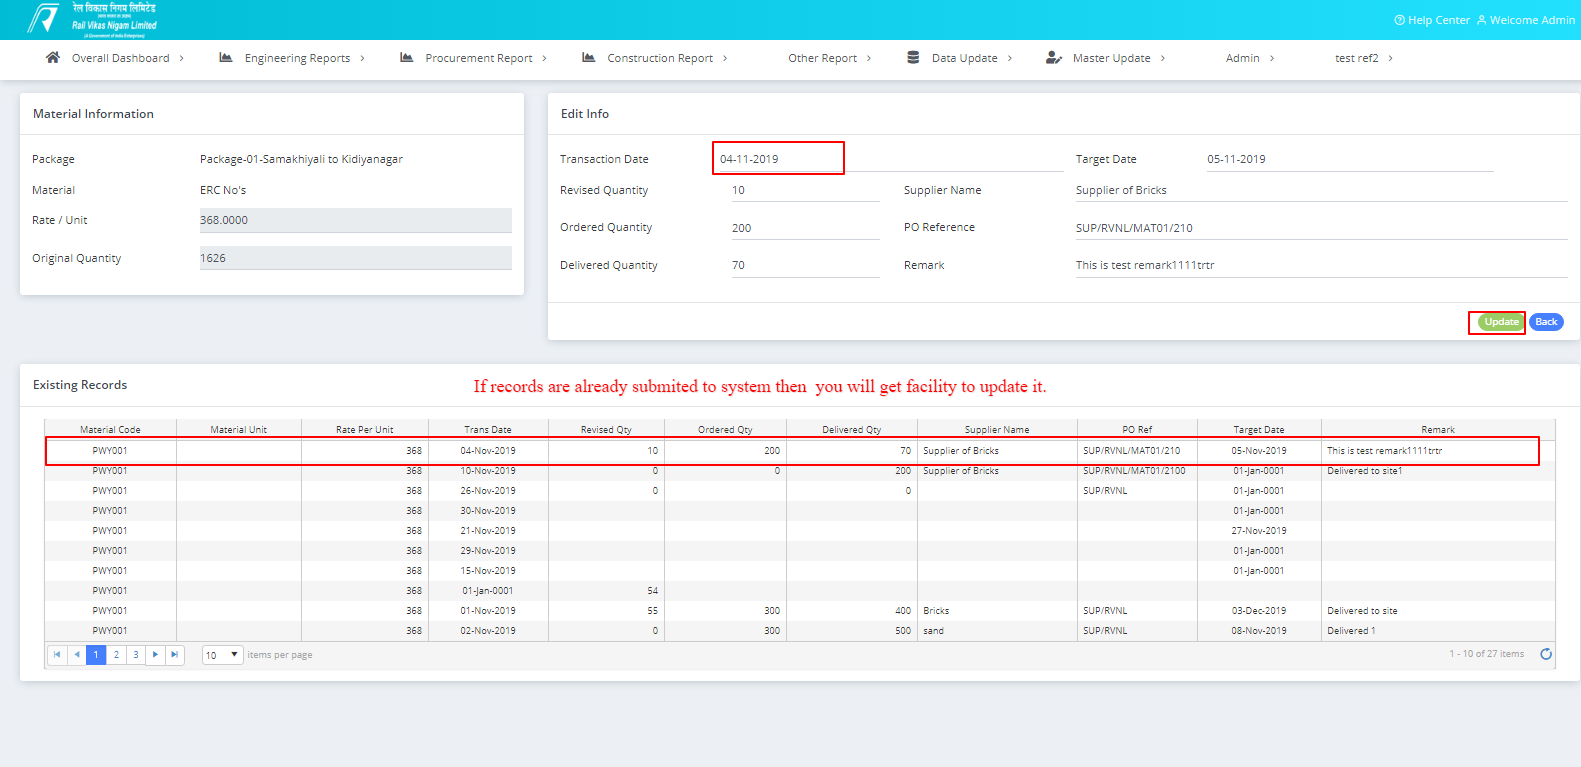 रेल विकास निगम लिमिटेड
(भारत सरकार का उपक्रम)
Rail Vikas Nigam Limited
(A Government of India Enterprise)
Help Center Welcome Admin
Overall Dashboard Engineering Reports Procurement Report Construction Report Other Report Data Update Master Update Admin test ref2
Material Information
Package Package-01-Samakhiyali to Kidiyanagar
Material ERC No's
Rate / Unit 368.0000
Original Quantity 1626
Edit Info
Transaction Date 04-11-2019 Target Date 05-11-2019
Revised Quantity 10 Supplier Name Supplier of Bricks
Ordered Quantity 200 PO Reference SUP/RVNL/MAT01/210
Delivered Quantity 70 Remark This is test remark1111trtr
Update Back
Existing Records
If records are already submited to system then you will get facility to update it.
Material Code Material Unit Rate Per Unit Trans Date Revised Qty Ordered Qty Delivered Qty Supplier Name PO Ref Target Date Remark
PWY001 368 04-Nov-2019 10 200 70 Supplier of Bricks SUP/RVNL/MAT01/210 05-Nov-2019 This is test remark1111trtr
PWY001 368 10-Nov-2019 0 0 200 Supplier of Bricks SUP/RVNL/MAT01/2100 01-Jan-0001 Delivered to site1
PWY001 368 26-Nov-2019 0 0 SUP/RVNL 01-Jan-0001
PWY001 368 30-Nov-2019 01-Jan-0001
PWY001 368 21-Nov-2019 27-Nov-2019
PWY001 368 29-Nov-2019 01-Jan-0001
PWY001 368 15-Nov-2019 01-Jan-0001
PWY001 368 01-Jan-0001 54
PWY001 368 01-Nov-2019 55 300 400 Bricks SUP/RVNL 03-Dec-2019 Delivered to site
PWY001 368 02-Nov-2019 0 300 500 sand SUP/RVNL 08-Nov-2019 Delivered 1
1 2 3 10 items per page 1 - 10 of 27 items